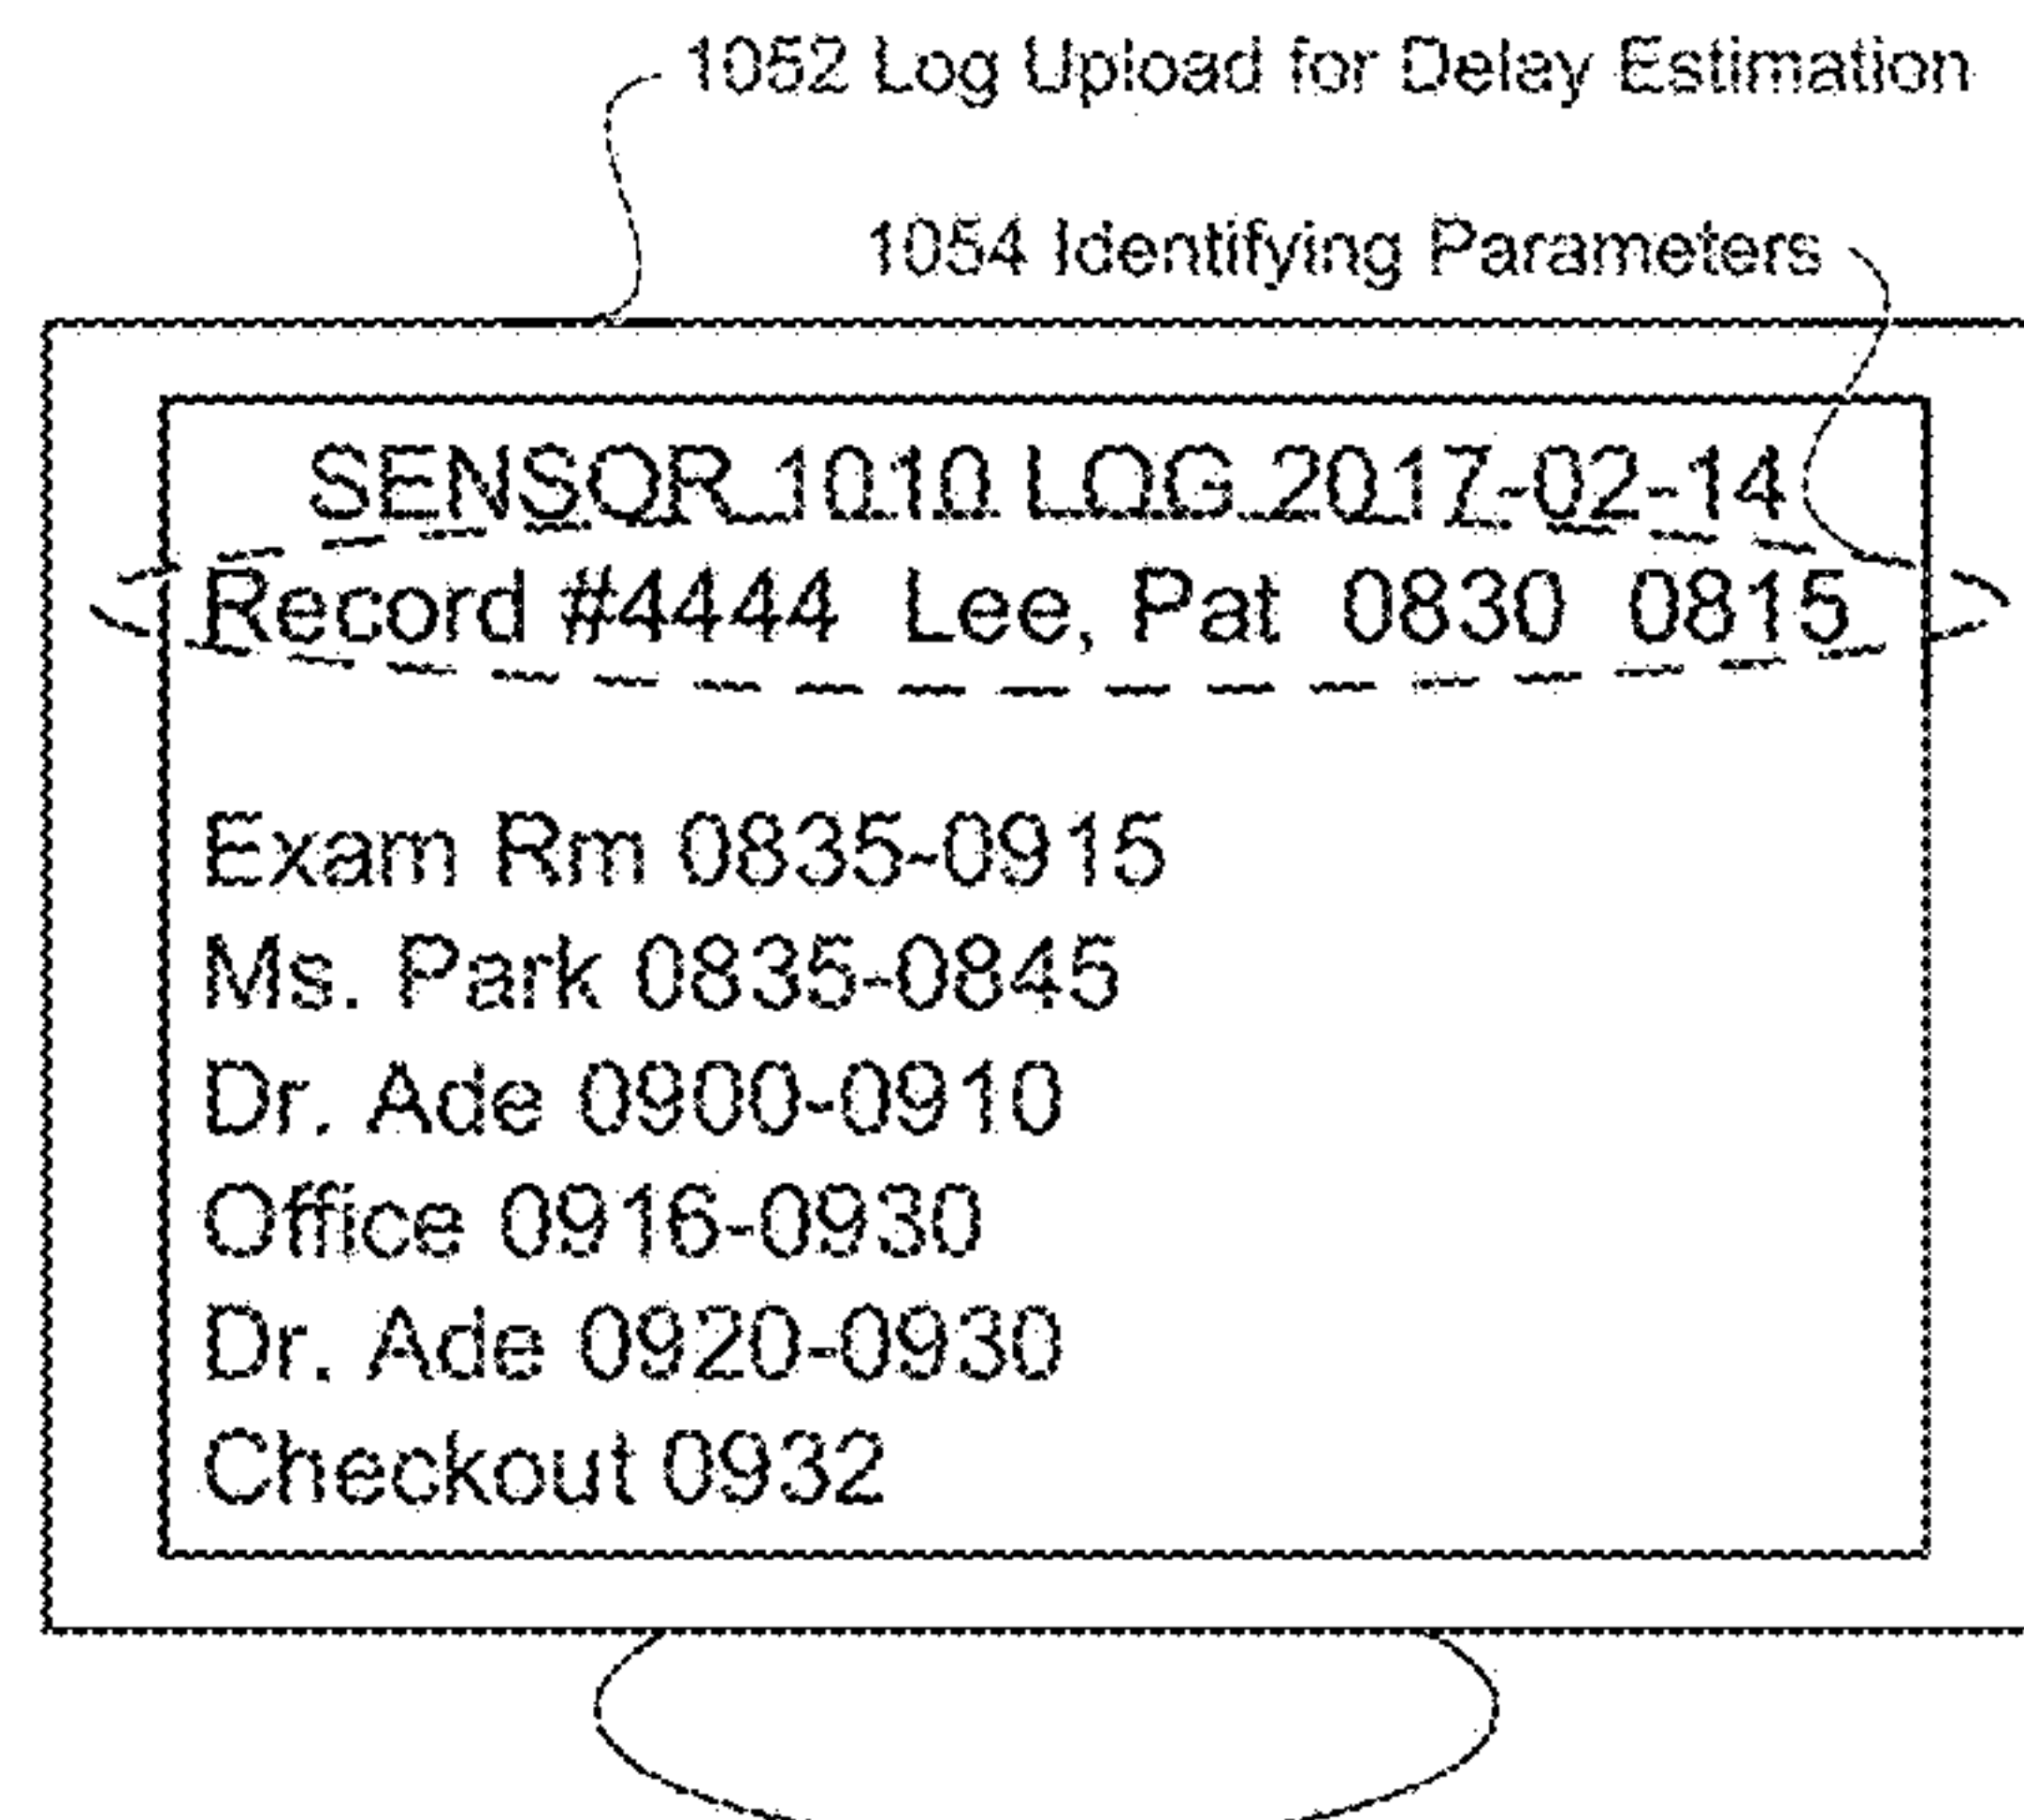 1052 Log Upload for Delay Estimation
1054 Identifying Parameters
SENSOR 1010 LOG 2017-02-14
Record #4444 Lee, Pat 0830 0815
Exam Rm 0835-0915
Ms. Park 0835-0845
Dr. Ade 0900-0910
Office 0916-0930
Dr. Ade 0920-0930
Checkout 0932